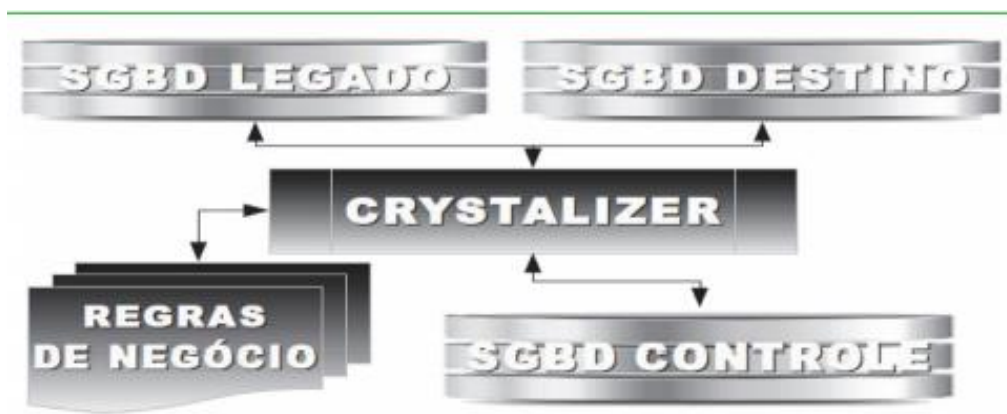 SGBD LEGADO
SGBD DESTINO
CRYSTALIZER
REGRAS
DE NEGÓCIO
SGBD CONTROLE